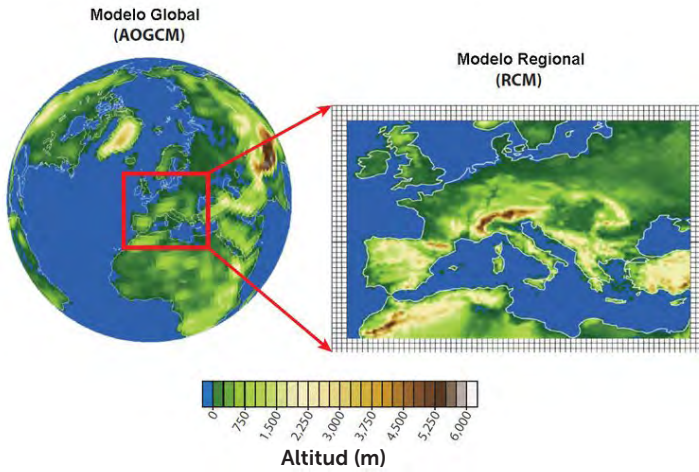 Modelo Global
(AOGCM)
Modelo Regional
(RCM)
0
750
1,500
2,250
3,000
3,750
4,500
5,250
6,000
Altitud (m)